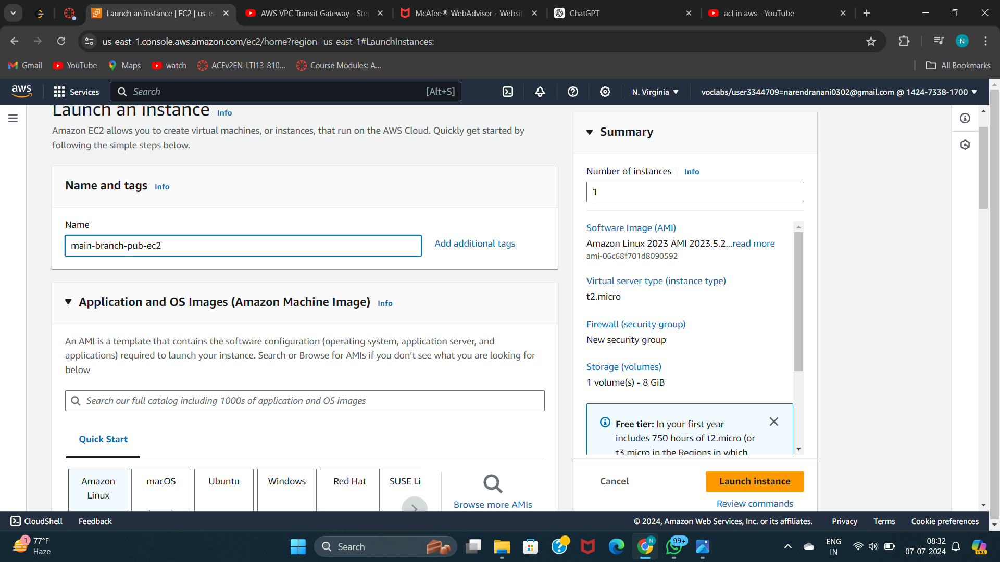 Launch an instance | EC2 | us-ea
AWS VPC Transit Gateway - Step
McAfee® WebAdvisor - Websit
ChatGPT
acl in aws - YouTube
us-east-1.console.aws.amazon.com/ec2/home?region=us-east-1#LaunchInstances:
N
Gmail
YouTube
Maps
watch
ACFv2EN-LTI13-810...
Course Modules: A...
All Bookmarks
aws
Services
Search
[Alt+S]
N. Virginia
voclabs/user3344709=narendranani0302@gmail.com @ 1424-7338-1700
Launch an instance Info
Amazon EC2 allows you to create virtual machines, or instances, that run on the AWS Cloud. Quickly get started by
following the simple steps below.
Name and tags Info
Name
main-branch-pub-ec2
Add additional tags
Application and OS Images (Amazon Machine Image) Info
An AMI is a template that contains the software configuration (operating system, application server, and
applications) required to launch your instance. Search or Browse for AMIs if you don't see what you are looking for
below
Search our full catalog including 1000s of application and OS images
Quick Start
Amazon
Linux
macOS
Ubuntu
Windows
Red Hat
SUSE Li
Browse more AMIs
Summary
Number of instances Info
1
Software Image (AMI)
Amazon Linux 2023 AMI 2023.5.2...read more
ami-06c68f701d8090592
Virtual server type (instance type)
t2.micro
Firewall (security group)
New security group
Storage (volumes)
1 volume(s) - 8 GiB
Free tier: In your first year
includes 750 hours of t2.micro (or
t3.micro in the Regions in which
Cancel
Launch instance
Review commands
CloudShell
Feedback
© 2024, Amazon Web Services, Inc. or its affiliates.
Privacy
Terms
Cookie preferences
1
77°F
Haze
Search
N
99+
ENG
IN
08:32
07-07-2024
PRE